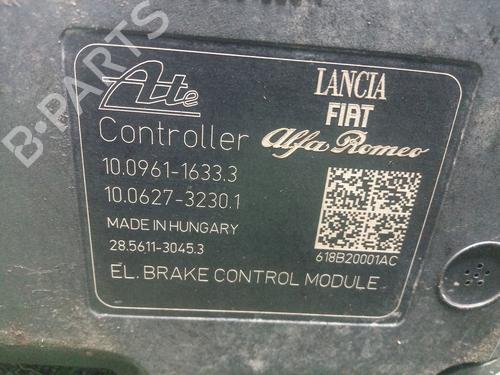 B-PARTS
Ate
LANCIA
FIAT
Alfa Romeo
Controller
10.0961-1633.3
10.0627-3230.1
MADE IN HUNGARY
28.5611-3045.3
618B20001AC
EL. BRAKE CONTROL MODULE